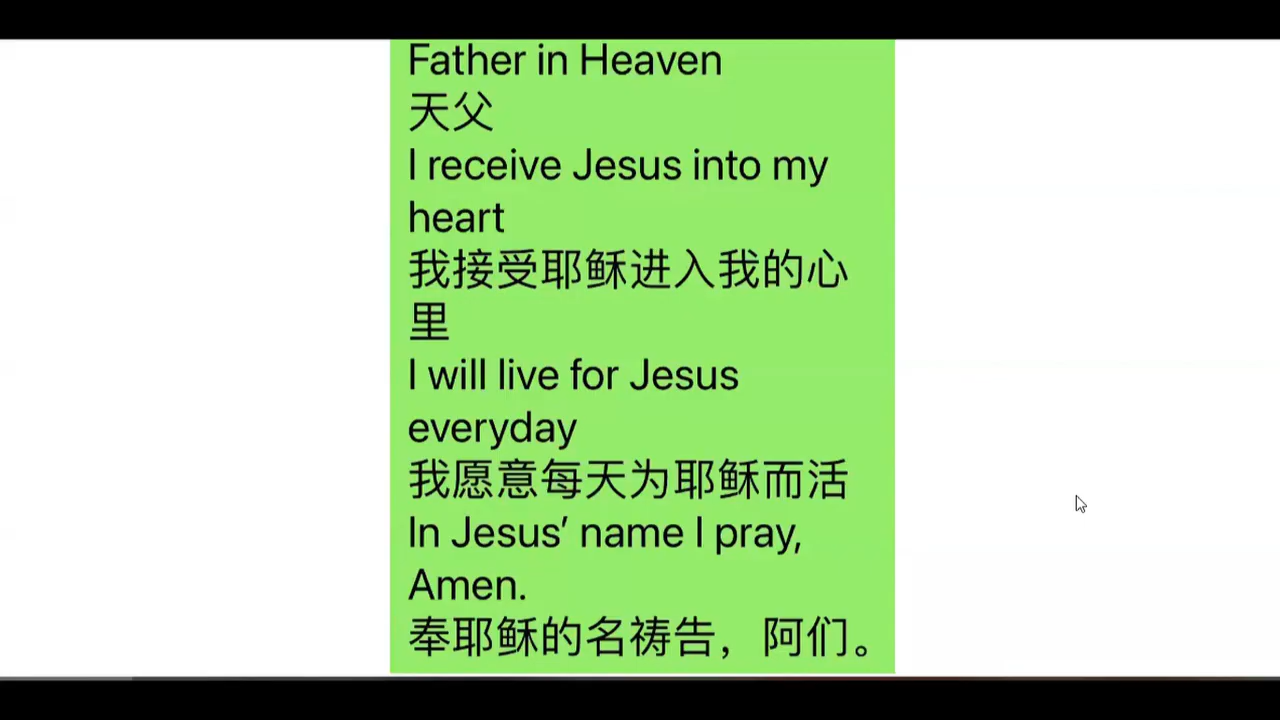 Father in Heaven
天父
I receive Jesus into my
heart
我接受耶稣进入我的心
里
I will live for Jesus
everyday
我愿意每天为耶稣而活
In Jesus’ name I pray,
Amen.
奉耶稣的名祷告，阿们。